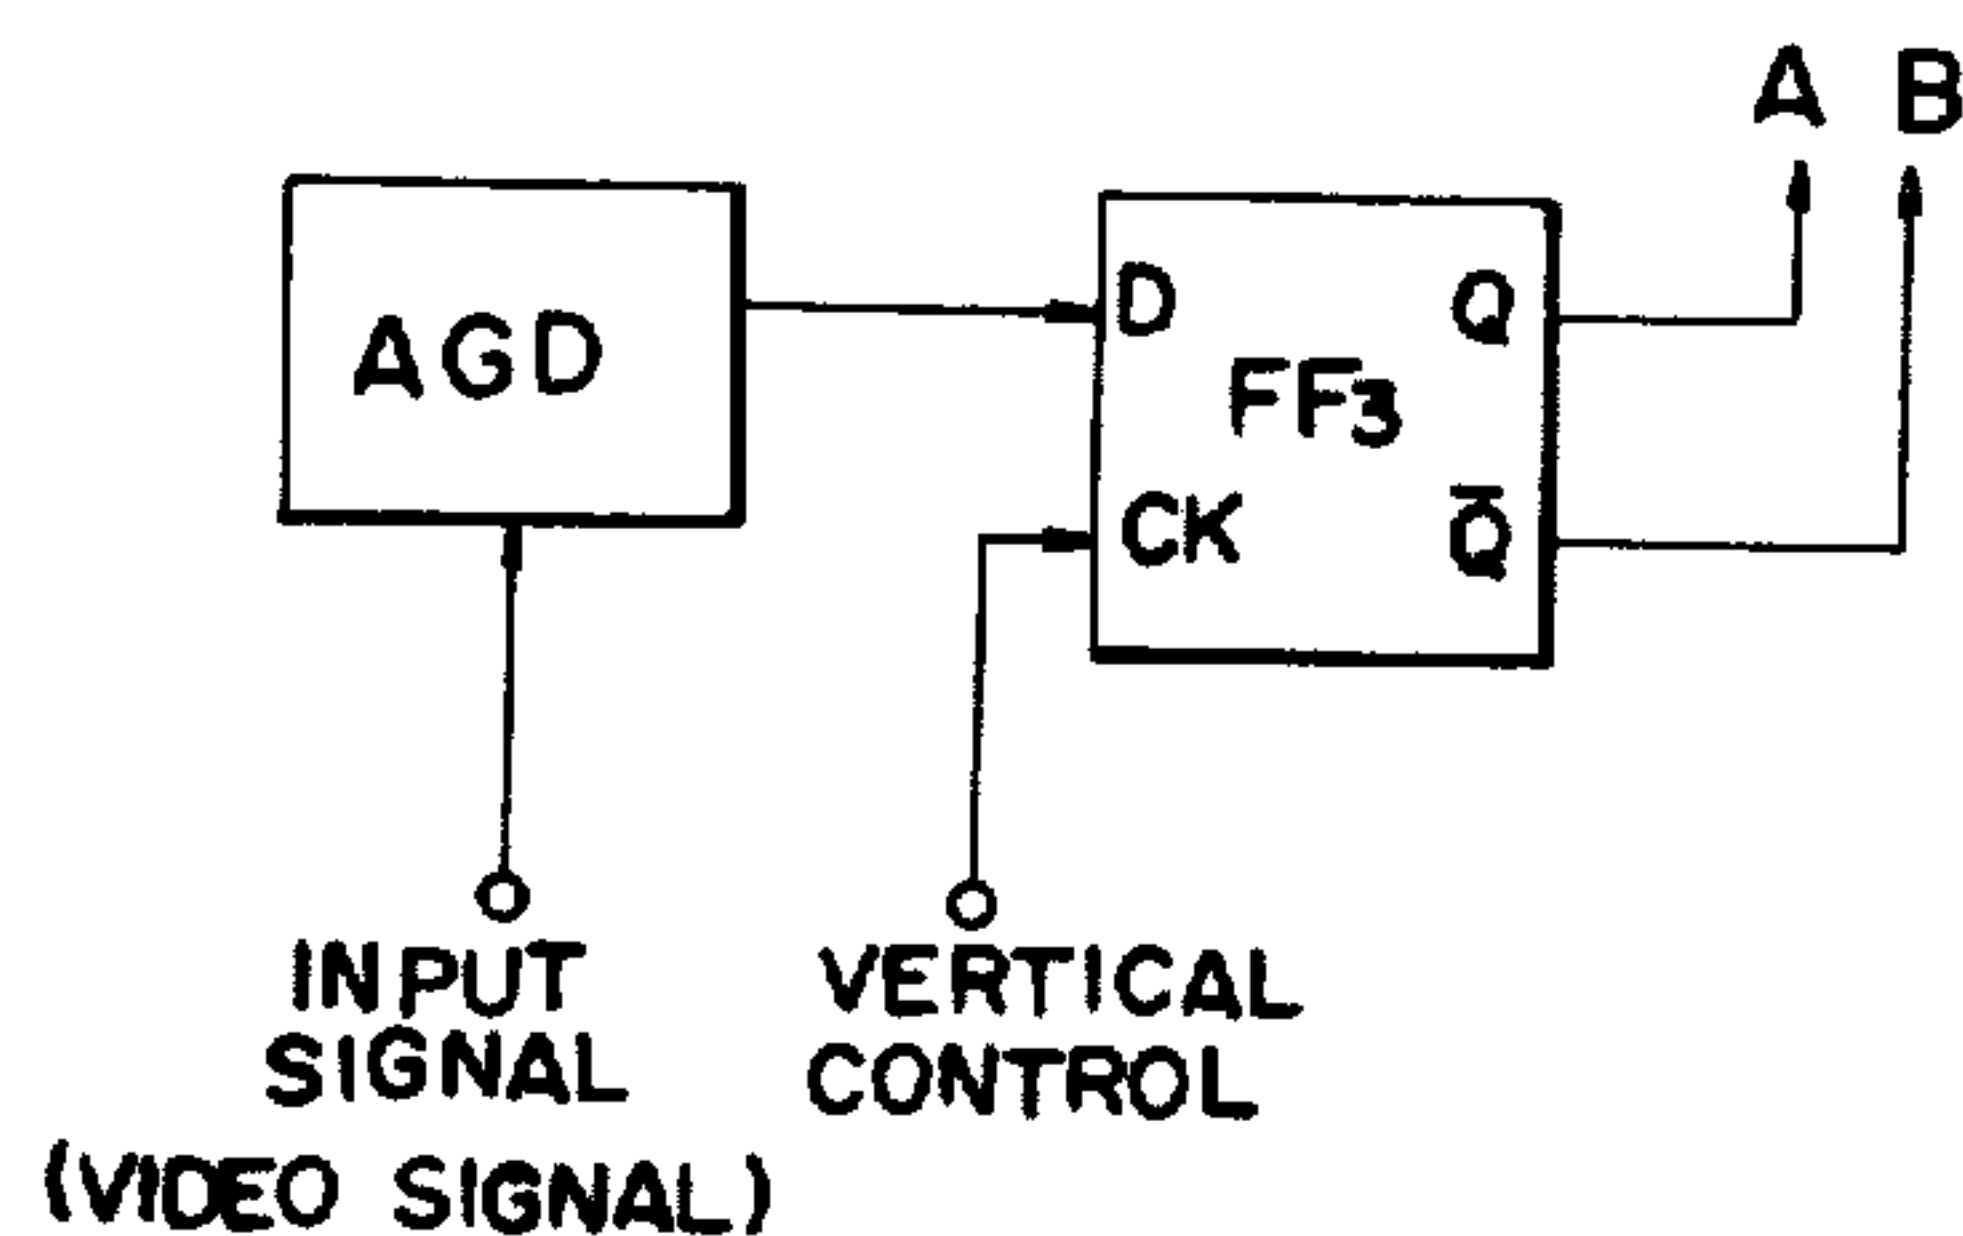 A B
AGD
D Q
FF3
CK Q̅
INPUT
SIGNAL
(VIDEO SIGNAL)
VERTICAL
CONTROL